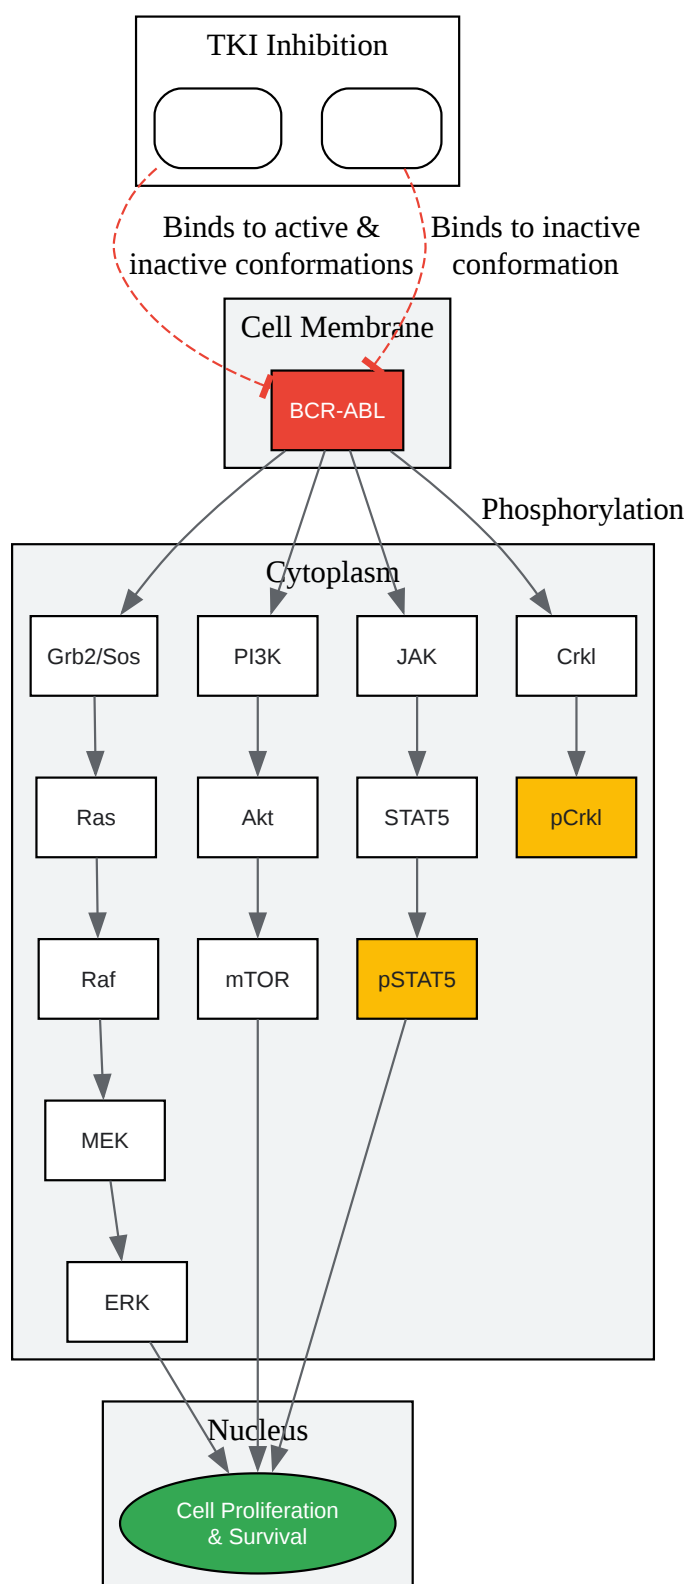 TKI Inhibition
Binds to active &
inactive conformations
Binds to inactive
conformation
Cell Membrane
BCR-ABL
Phosphorylation
Cytoplasm
Grb2/Sos
PI3K
JAK
Crkl
Ras
Akt
STAT5
pCrkl
Raf
mTOR
pSTAT5
MEK
ERK
Nucleus
Cell Proliferation
& Survival